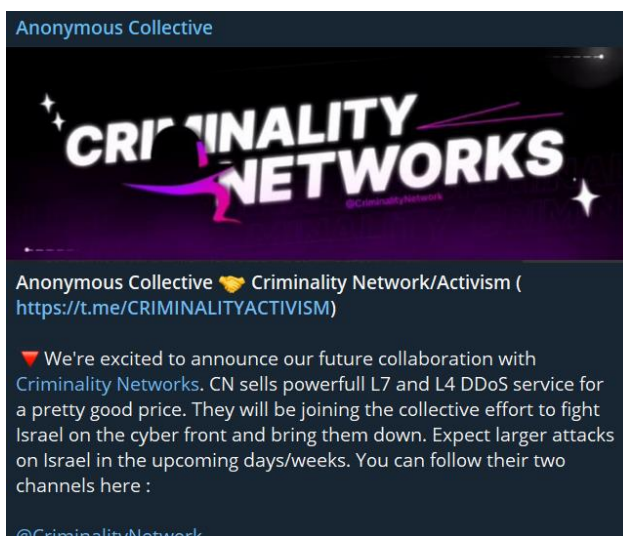 Anonymous Collective
CRIMINALITY
NETWORKS
@CriminalityNetwork
Anonymous Collective 🤝 Criminality Network/Activism (
https://t.me/CRIMINALITYACTIVISM)
🔻 We're excited to announce our future collaboration with
Criminality Networks. CN sells powerfull L7 and L4 DDoS service for
a pretty good price. They will be joining the collective effort to fight
Israel on the cyber front and bring them down. Expect larger attacks
on Israel in the upcoming days/weeks. You can follow their two
channels here :
@CriminalityNetwork